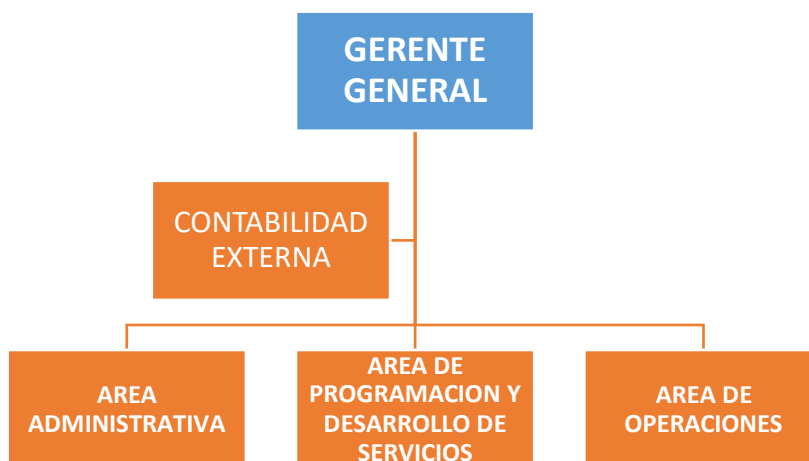 GERENTE
GENERAL
CONTABILIDAD
EXTERNA
AREA
ADMINISTRATIVA
AREA DE
PROGRAMACION Y
DESARROLLO DE
SERVICIOS
AREA DE
OPERACIONES